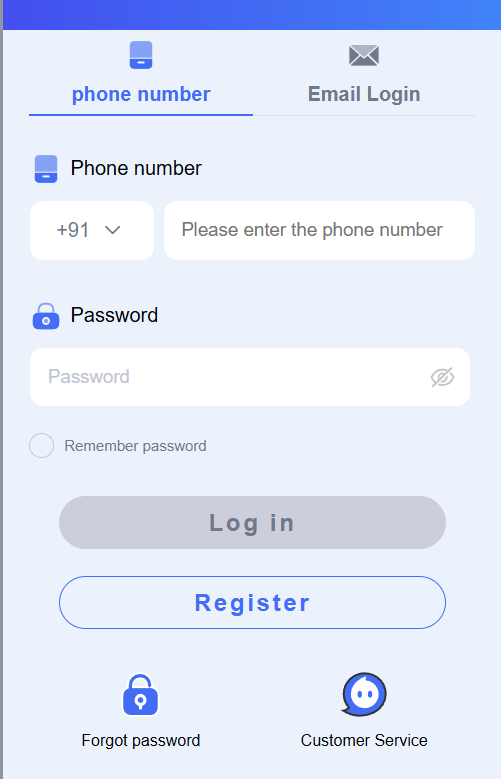 phone number
Email Login
Phone number
+91
Please enter the phone number
Password
Password
Remember password
Log in
Register
Forgot password
Customer Service